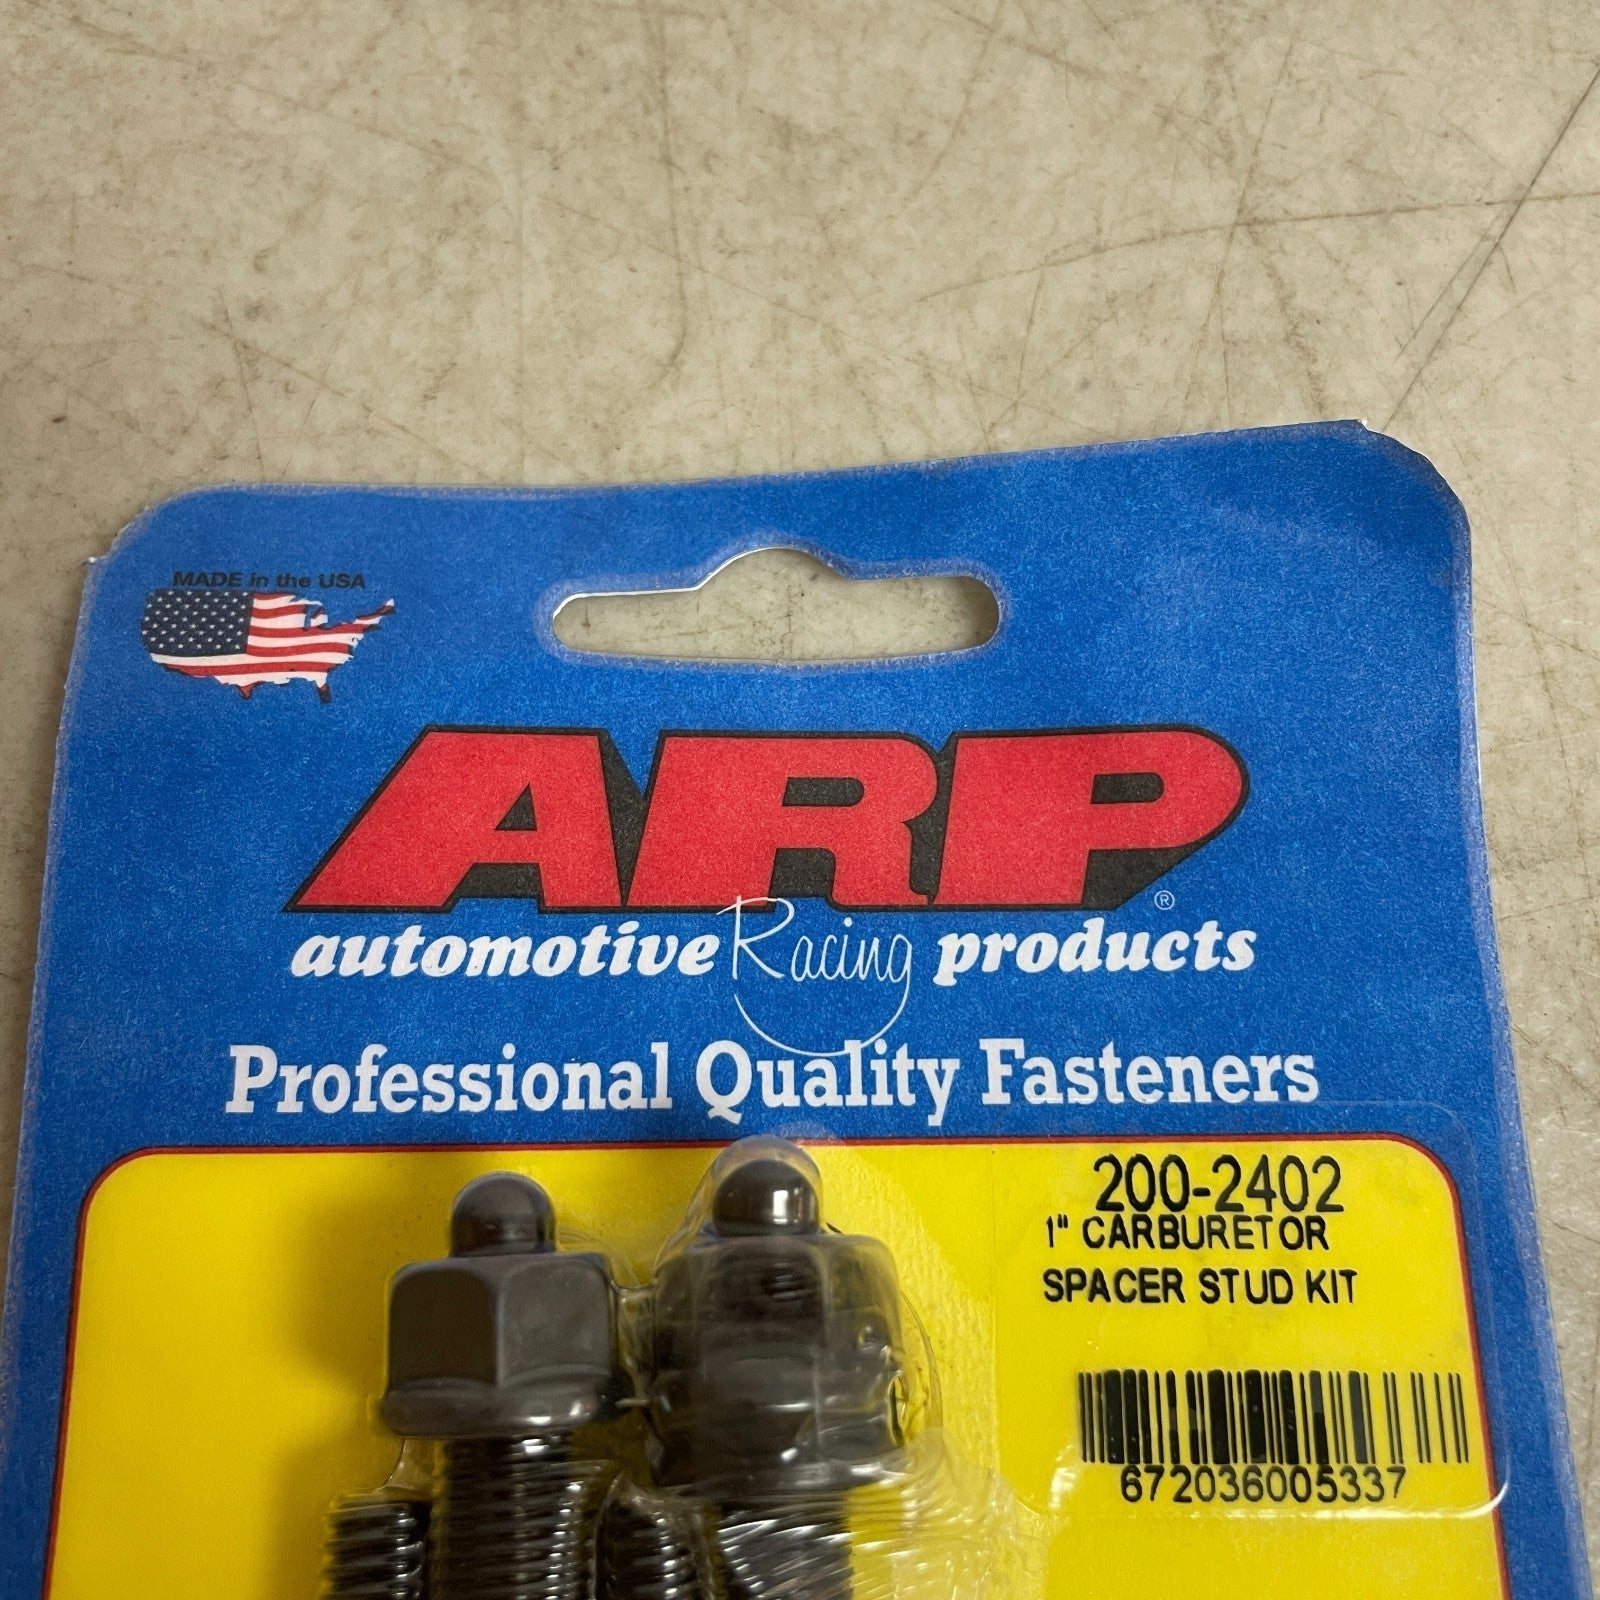 MADE in the USA
ARP®
automotive Racing products
Professional Quality Fasteners
200-2402
1" CARBURETOR
SPACER STUD KIT
672036005337